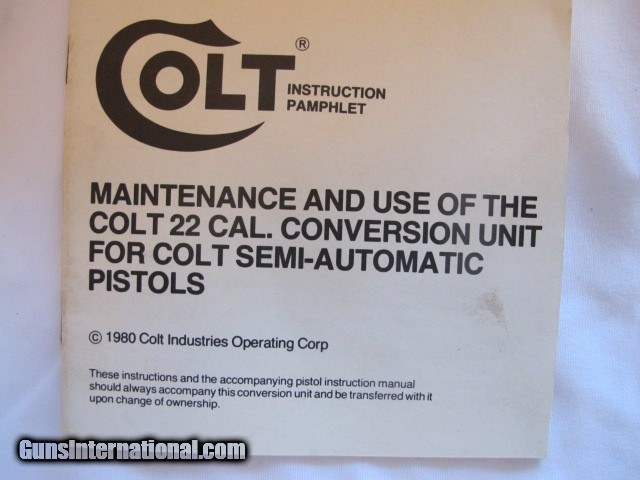 COLT®
INSTRUCTION
PAMPHLET
MAINTENANCE AND USE OF THE
COLT 22 CAL. CONVERSION UNIT
FOR COLT SEMI-AUTOMATIC
PISTOLS
© 1980 Colt Industries Operating Corp
These instructions and the accompanying pistol instruction manual
should always accompany this conversion unit and be transferred with it
upon change of ownership.
GunsInternational.com